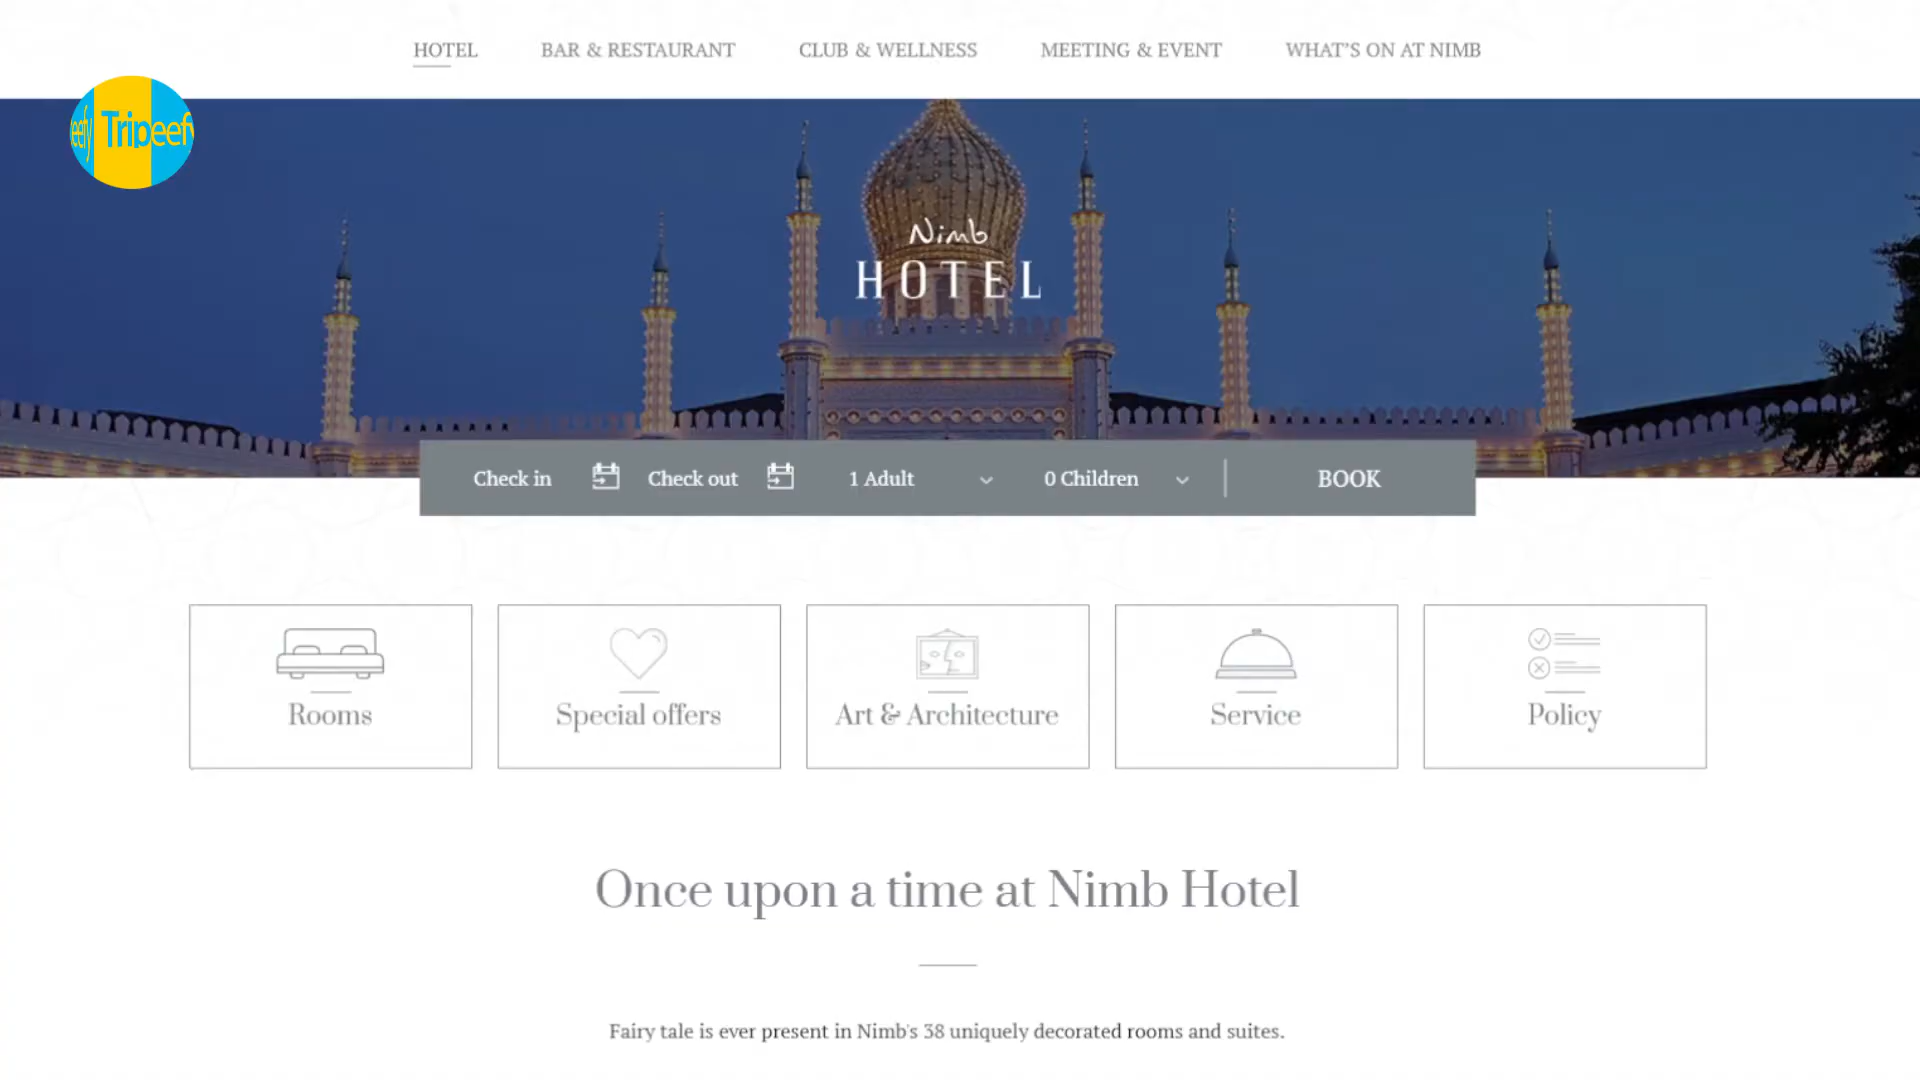 HOTEL BAR & RESTAURANT CLUB & WELLNESS MEETING & EVENT WHAT'S ON AT NIMB
Tripeefy
Nimb
HOTEL
Check in Check out 1 Adult 0 Children BOOK
Rooms Special offers Art & Architecture Service Policy
Once upon a time at Nimb Hotel
Fairy tale is ever present in Nimb's 38 uniquely decorated rooms and suites.